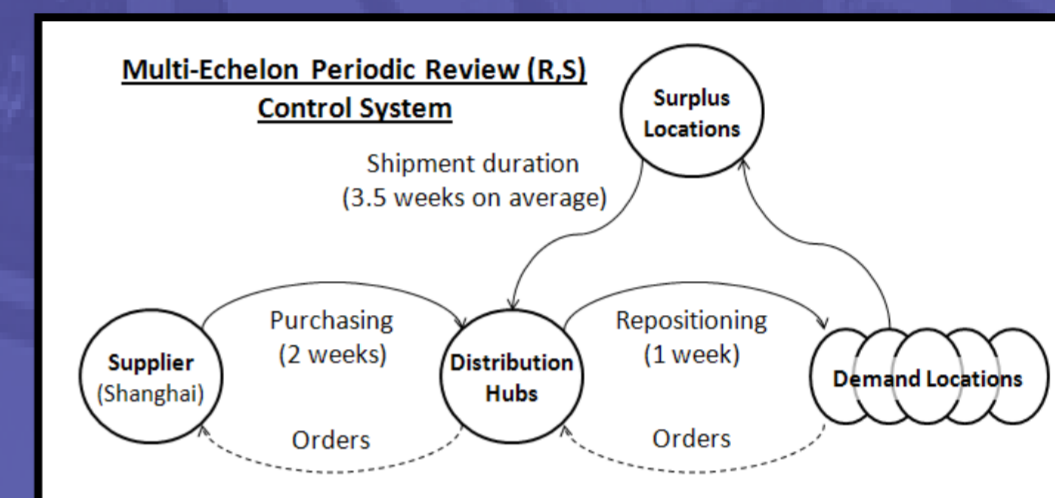 Multi-Echelon Periodic Review (R,S)
Control System
Surplus
Locations
Shipment duration
(3.5 weeks on average)
Purchasing
(2 weeks)
Repositioning
(1 week)
Supplier
(Shanghai)
Distribution
Hubs
Demand Locations
Orders
Orders